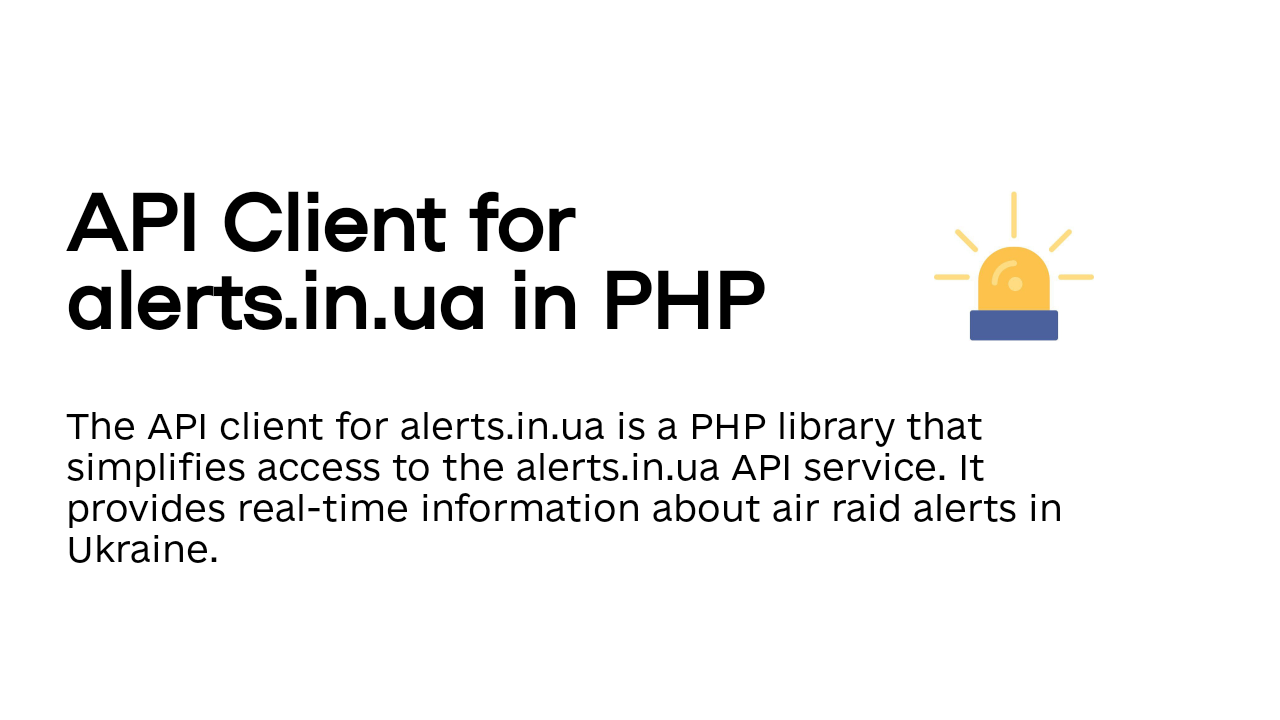 API Client for
alerts.in.ua in PHP
The API client for alerts.in.ua is a PHP library that
simplifies access to the alerts.in.ua API service. It
provides real-time information about air raid alerts in
Ukraine.